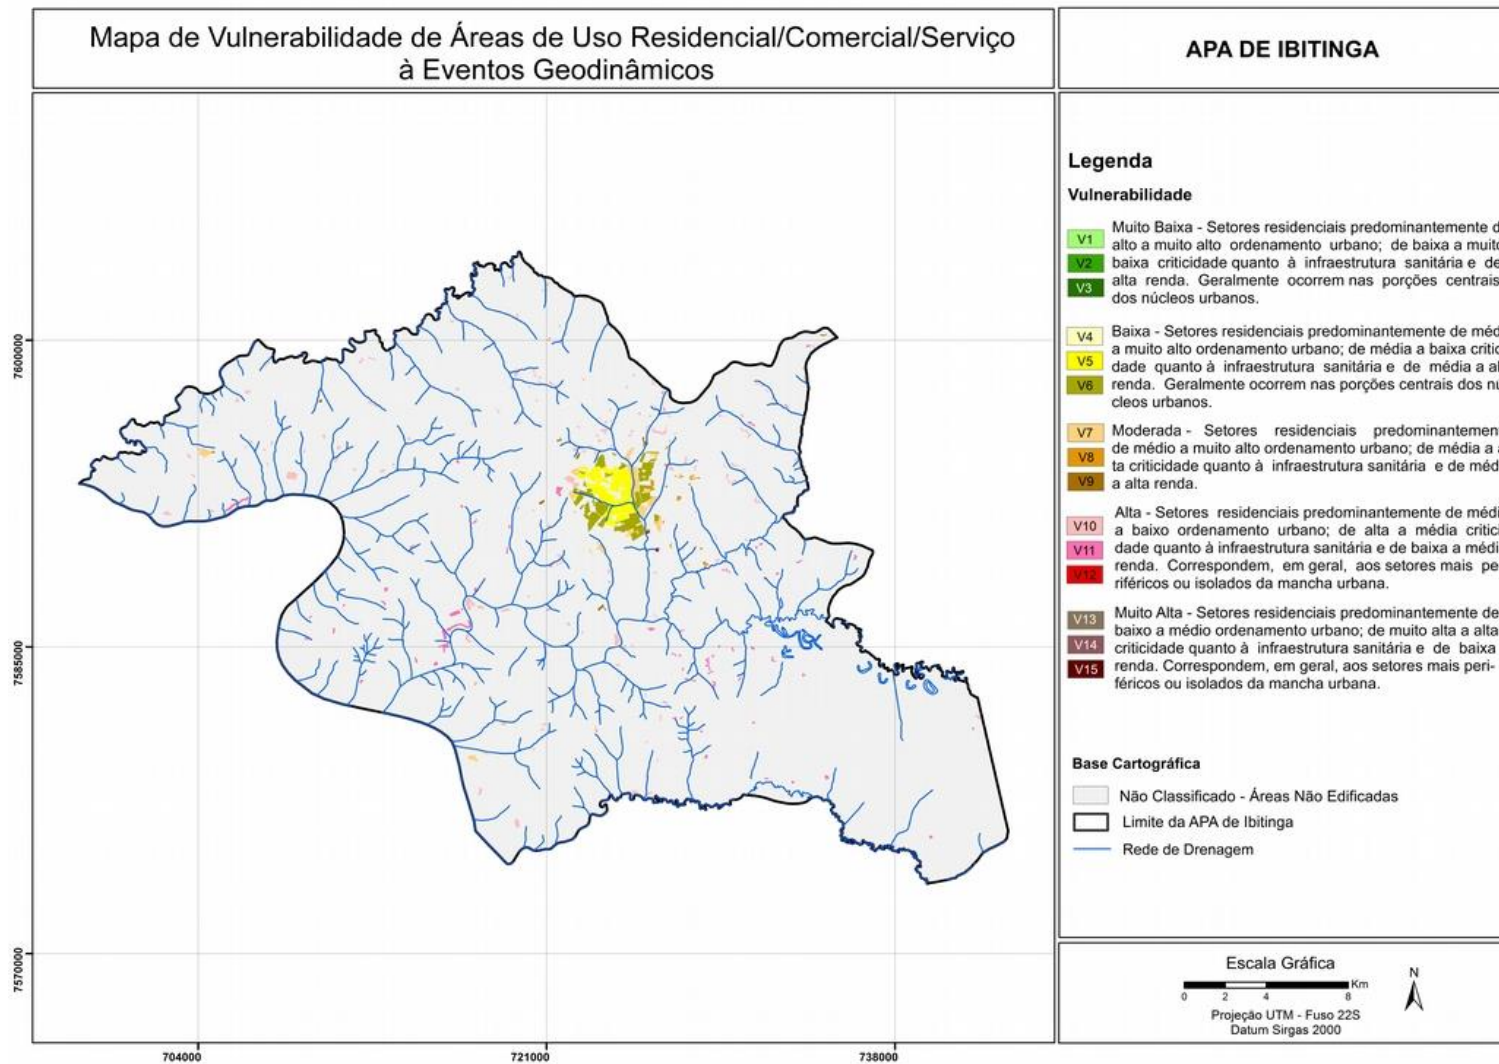 Mapa de Vulnerabilidade de Áreas de Uso Residencial/Comercial/Serviço
à Eventos Geodinâmicos
APA DE IBITINGA
7600000
7585000
7570000
704000
721000
738000
Legenda
Vulnerabilidade
V1
V2
V3
Muito Baixa - Setores residenciais predominantemente
alto a muito alto ordenamento urbano; de baixa a muito
baixa criticidade quanto à infraestrutura sanitária e de
alta renda. Geralmente ocorrem nas porções centrais
dos núcleos urbanos.
V4
V5
V6
Baixa - Setores residenciais predominantemente de méd
a muito alto ordenamento urbano; de média a baixa critic
dade quanto à infraestrutura sanitária e de média a al
renda. Geralmente ocorrem nas porções centrais dos nú
cleos urbanos.
V7
V8
V9
Moderada - Setores residenciais predominantemen
de médio a muito alto ordenamento urbano; de média a a
ta criticidade quanto à infraestrutura sanitária e de méd
a alta renda.
V10
V11
V12
Alta - Setores residenciais predominantemente de médi
a baixo ordenamento urbano; de alta a média critici
dade quanto à infraestrutura sanitária e de baixa a médi
renda. Correspondem, em geral, aos setores mais pe
riféricos ou isolados da mancha urbana.
V13
V14
V15
Muito Alta - Setores residenciais predominantemente de
baixo a médio ordenamento urbano; de muito alta a alta
criticidade quanto à infraestrutura sanitária e de baixa
renda. Correspondem, em geral, aos setores mais peri-
féricos ou isolados da mancha urbana.
Base Cartográfica
Não Classificado - Áreas Não Edificadas
Limite da APA de Ibitinga
Rede de Drenagem
Escala Gráfica
Km
0 2 4 8
N
Projeção UTM - Fuso 22S
Datum Sirgas 2000